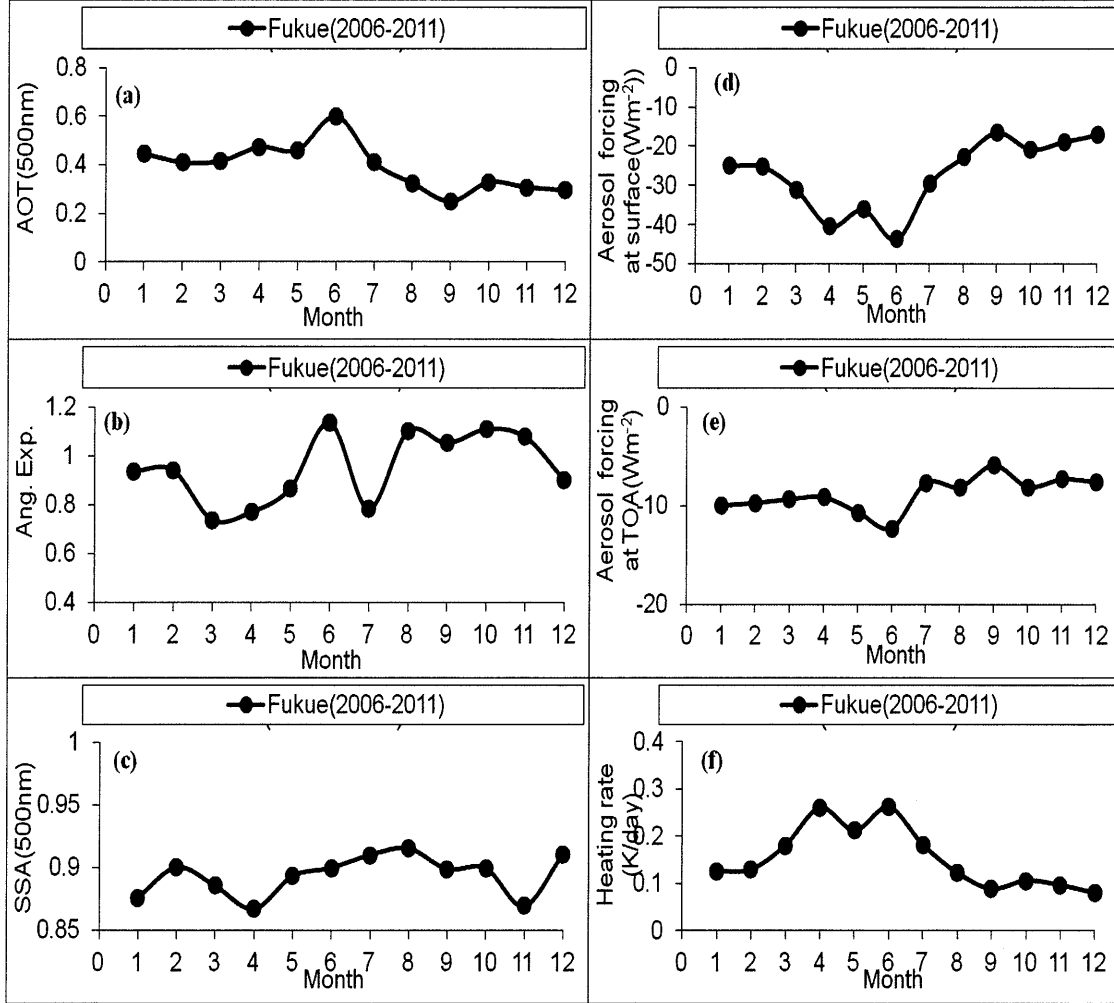 Fukue(2006-2011)
(a)
AOT(500nm)
0.8
0.6
0.4
0.2
0
0 1 2 3 4 5 6 7 8 9 10 11 12
Month
Fukue(2006-2011)
(b)
Ang. Exp.
1.2
1
0.8
0.6
0.4
0 1 2 3 4 5 6 7 8 9 10 11 12
Month
Fukue(2006-2011)
(c)
SSA(500nm)
1
0.95
0.9
0.85
0 1 2 3 4 5 6 7 8 9 10 11 12
Month
Fukue(2006-2011)
(d)
Aerosol forcing
at surface(Wm⁻²))
0
-10
-20
-30
-40
-50
0 1 2 3 4 5 6 7 8 9 10 11 12
Month
Fukue(2006-2011)
(e)
Aerosol forcing
at TOA(Wm⁻²)
0
-10
-20
0 1 2 3 4 5 6 7 8 9 10 11 12
Month
Fukue(2006-2011)
(f)
Heating rate
(K/day)
0.4
0.3
0.2
0.1
0
0 1 2 3 4 5 6 7 8 9 10 11 12
Month